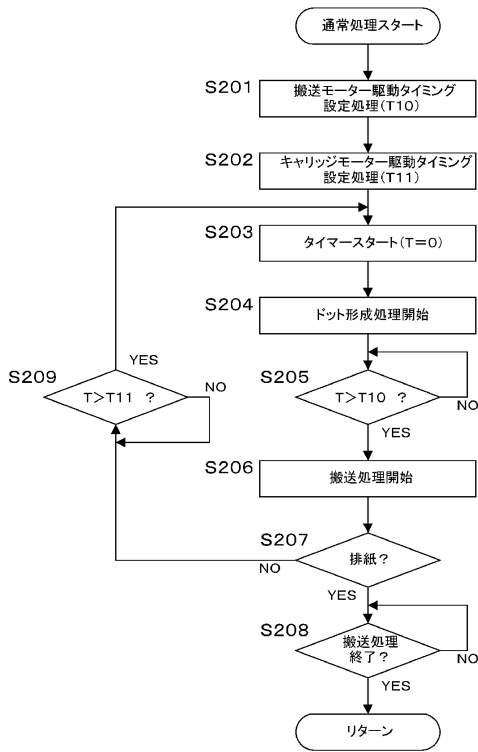 通常処理スタート
S201
搬送モーター駆動タイミング
設定処理(T10)
S202
キャリッジモーター駆動タイミング
設定処理(T11)
S203
タイマースタート(T=0)
S204
ドット形成処理開始
S205
T>T10 ?
NO
YES
S209
T>T11 ?
YES
NO
S206
搬送処理開始
S207
排紙?
NO
YES
S208
搬送処理
終了?
NO
YES
リターン